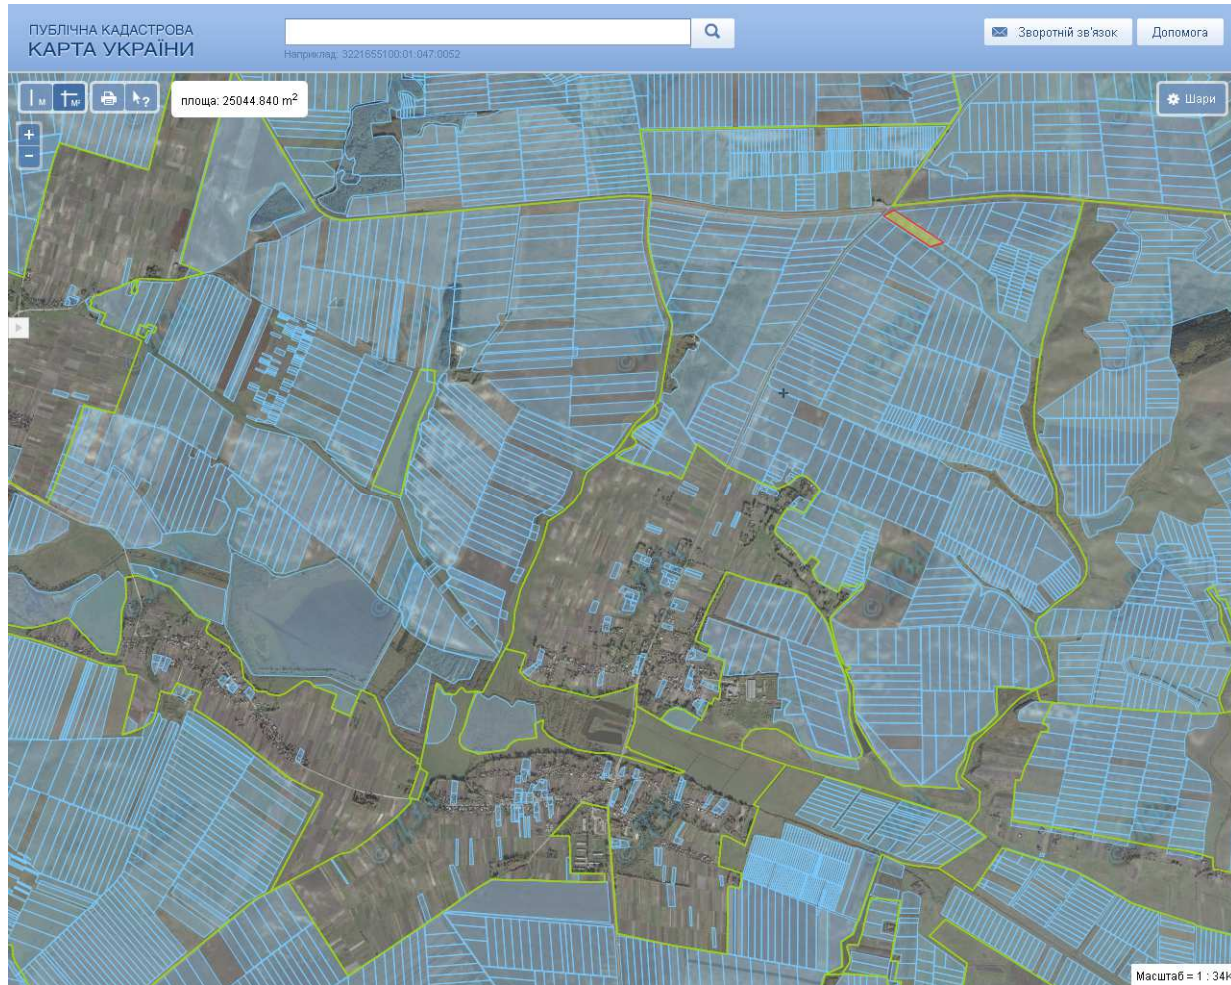 ПУБЛІЧНА КАДАСТРОВА
КАРТА УКРАЇНИ
Наприклад: 3221655100:01:047:0052
Зворотній зв'язок
Допомога
М
М²
?
площа: 25044.840 m²
Шари
+
−
Масштаб = 1 : 34